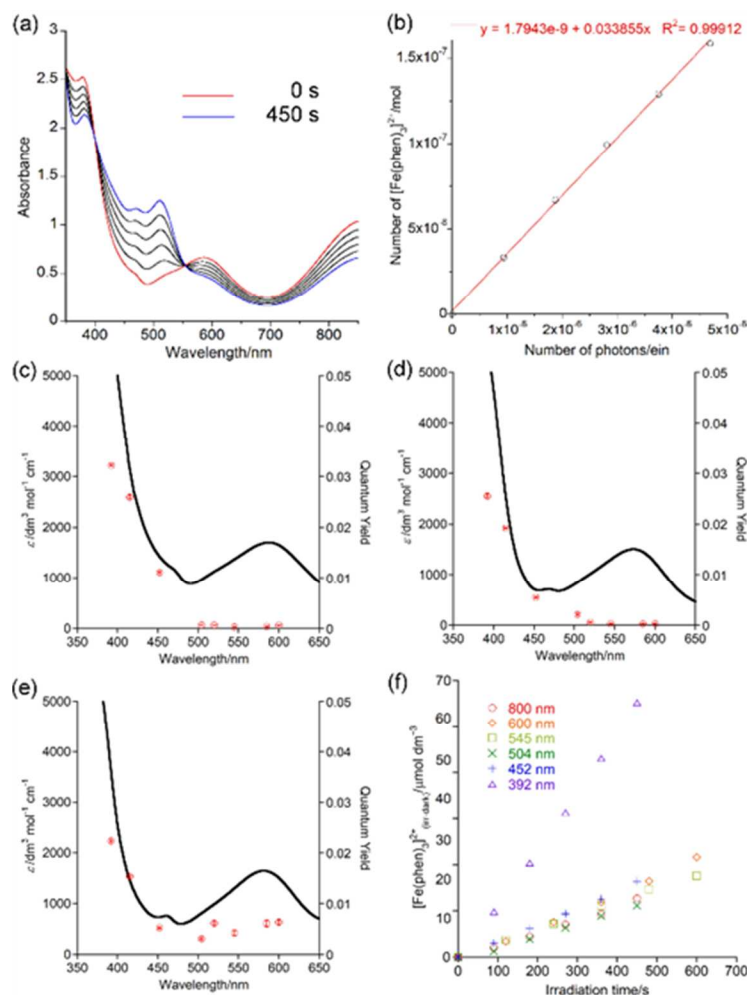 (a)
3
2.5
2
1.5
1
0.5
0
Absorbance
0 s
450 s
400 500 600 700 800
Wavelength/nm
(b)
y = 1.7943e-9 + 0.033855x R²= 0.99912
1.5x10⁻⁷
1x10⁻⁷
5x10⁻⁸
0
Number of [Fe(phen)₃]²⁺/mol
0 1x10⁻⁶ 2x10⁻⁶ 3x10⁻⁶ 4x10⁻⁶ 5x10⁻⁶
Number of photons/ein
(c)
5000
4000
3000
2000
1000
0
ε/dm³ mol⁻¹ cm⁻¹
0.05
0.04
0.03
0.02
0.01
0
Quantum Yield
350 400 450 500 550 600 650
Wavelength/nm
(d)
5000
4000
3000
2000
1000
0
ε/dm³ mol⁻¹ cm⁻¹
0.05
0.04
0.03
0.02
0.01
0
Quantum Yield
350 400 450 500 550 600 650
Wavelength/nm
(e)
5000
4000
3000
2000
1000
0
ε/dm³ mol⁻¹ cm⁻¹
0.05
0.04
0.03
0.02
0.01
0
Quantum Yield
350 400 450 500 550 600 650
Wavelength/nm
(f)
70
60
50
40
30
20
10
0
[Fe(phen)₃]²⁺(in dark)/μmol dm⁻³
800 nm
600 nm
545 nm
504 nm
452 nm
392 nm
0 100 200 300 400 500 600 700
Irradiation time/s